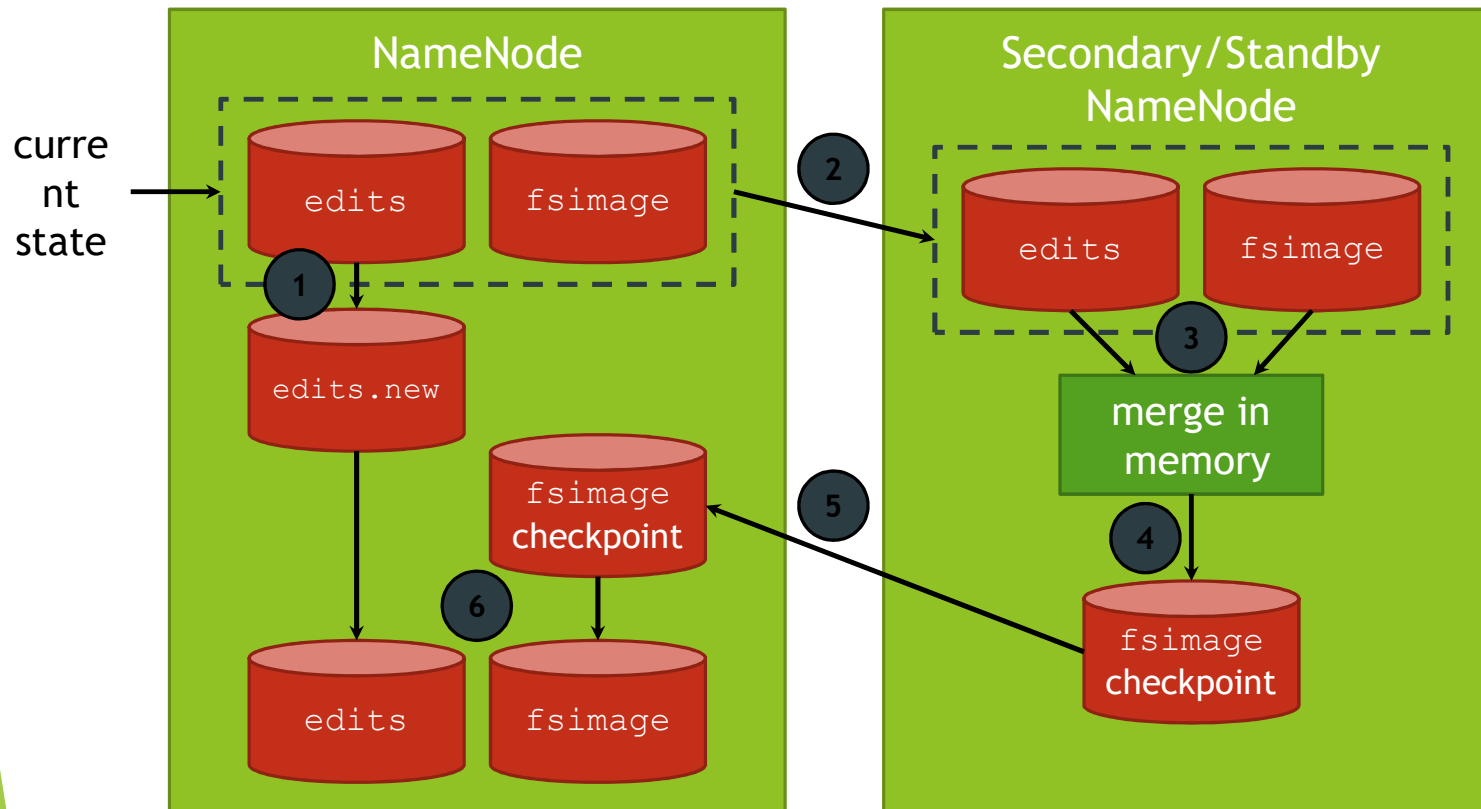 NameNode
curre
nt
state
edits
fsimage
1
edits.new
fsimage
checkpoint
6
edits
fsimage
2
5
Secondary/Standby
NameNode
edits
fsimage
3
merge in
memory
4
fsimage
checkpoint